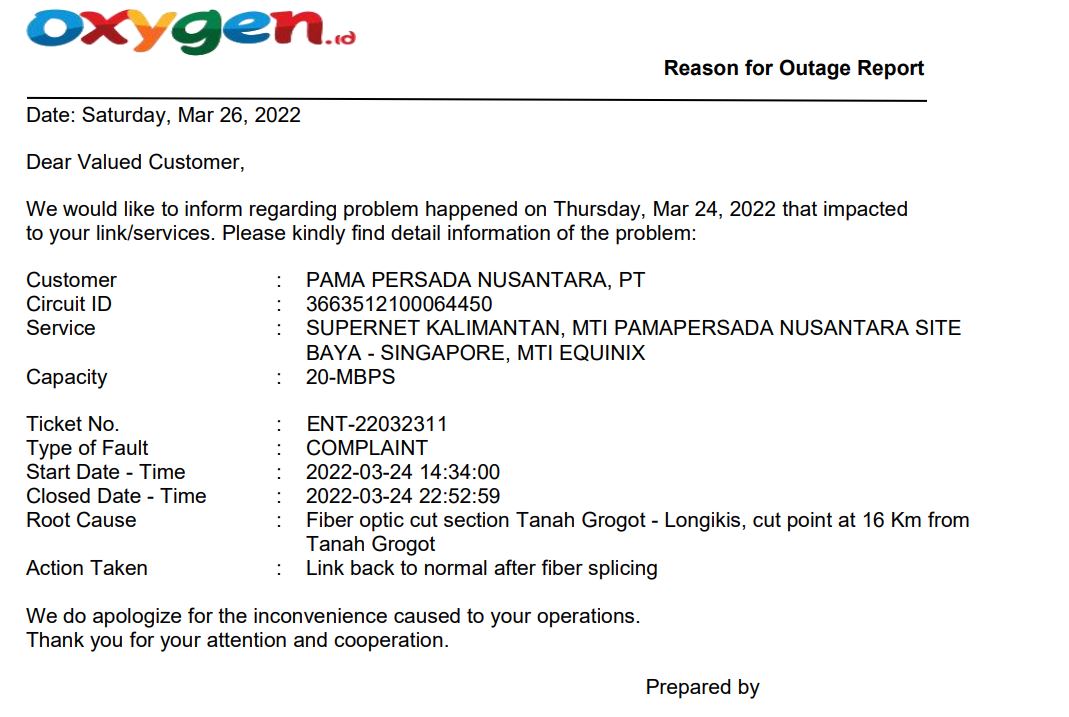 oxygen.id
Reason for Outage Report
Date: Saturday, Mar 26, 2022
Dear Valued Customer,
We would like to inform regarding problem happened on Thursday, Mar 24, 2022 that impacted
to your link/services. Please kindly find detail information of the problem:
Customer : PAMA PERSADA NUSANTARA, PT
Circuit ID : 3663512100064450
Service : SUPERNET KALIMANTAN, MTI PAMAPERSADA NUSANTARA SITE
BAYA - SINGAPORE, MTI EQUINIX
Capacity : 20-MBPS
Ticket No. : ENT-22032311
Type of Fault : COMPLAINT
Start Date - Time : 2022-03-24 14:34:00
Closed Date - Time : 2022-03-24 22:52:59
Root Cause : Fiber optic cut section Tanah Grogot - Longikis, cut point at 16 Km from
Tanah Grogot
Action Taken : Link back to normal after fiber splicing
We do apologize for the inconvenience caused to your operations.
Thank you for your attention and cooperation.
Prepared by